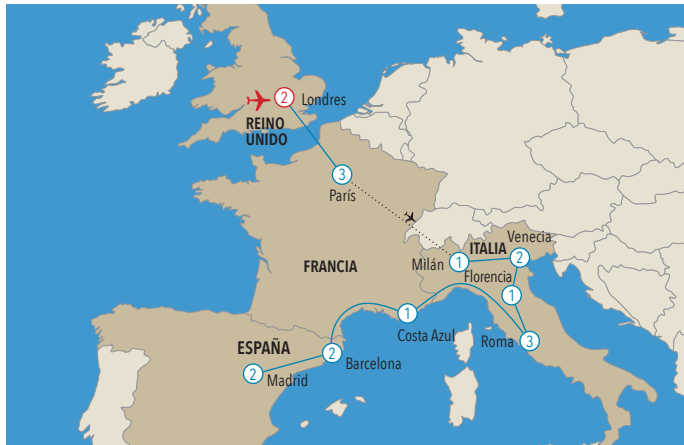 2
Londres
REINO
UNIDO
3
París
FRANCIA
Milán
1
ITALIA
Venecia
2
Florencia
1
Roma
3
Costa Azul
1
ESPAÑA
Barcelona
2
Madrid
2